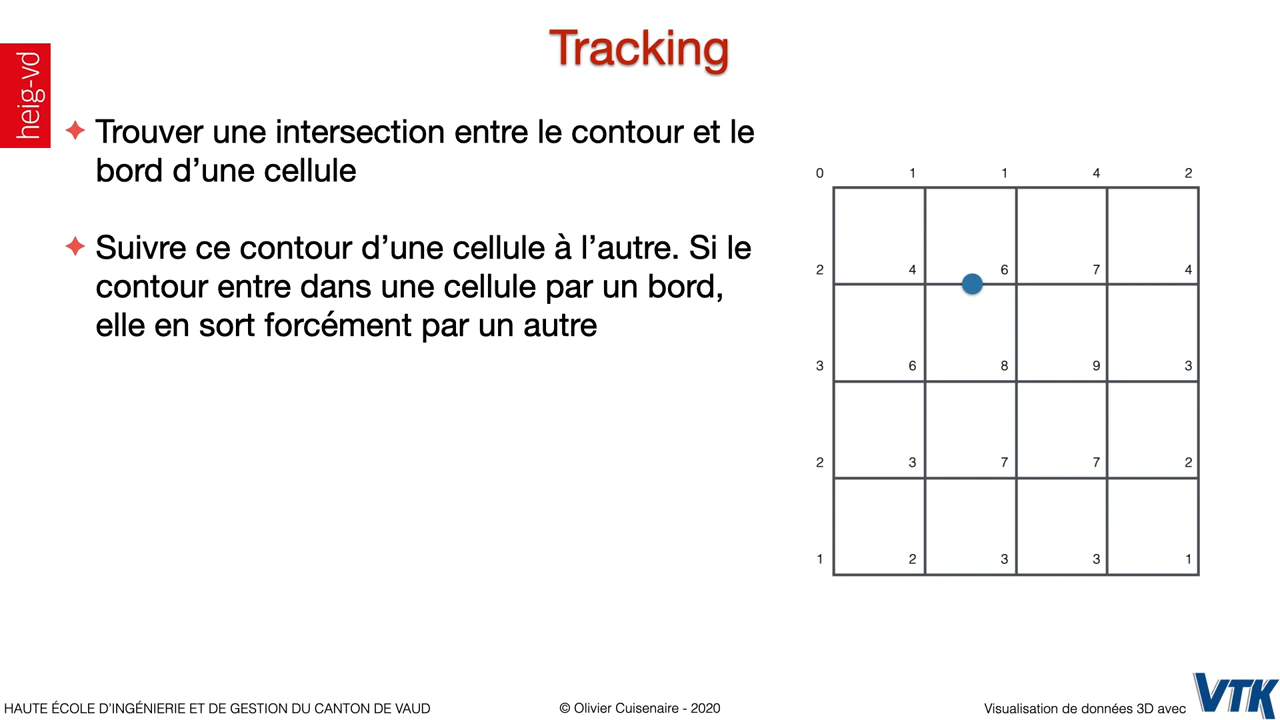 Tracking
heig-vd
Trouver une intersection entre le contour et le
bord d’une cellule
Suivre ce contour d’une cellule à l’autre. Si le
contour entre dans une cellule par un bord,
elle en sort forcément par un autre
0 1 1 4 2
2 4 6 7 4
3 6 8 9 3
2 3 7 7 2
1 2 3 3 1
HAUTE ÉCOLE D’INGÉNIERIE ET DE GESTION DU CANTON DE VAUD
© Olivier Cuisenaire - 2020
Visualisation de données 3D avec
VTK